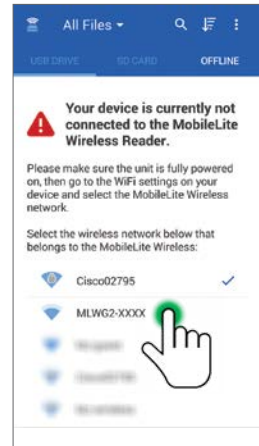 All Files
USB DRIVE SD CARD OFFLINE
Your device is currently not
connected to the MobileLite
Wireless Reader.
Please make sure the unit is fully powered
on, then go to the WiFi settings on your
device and select the MobileLite Wireless
network.
Select the wireless network below that
belongs to the MobileLite Wireless:
Cisco02795
MLWG2-XXXX